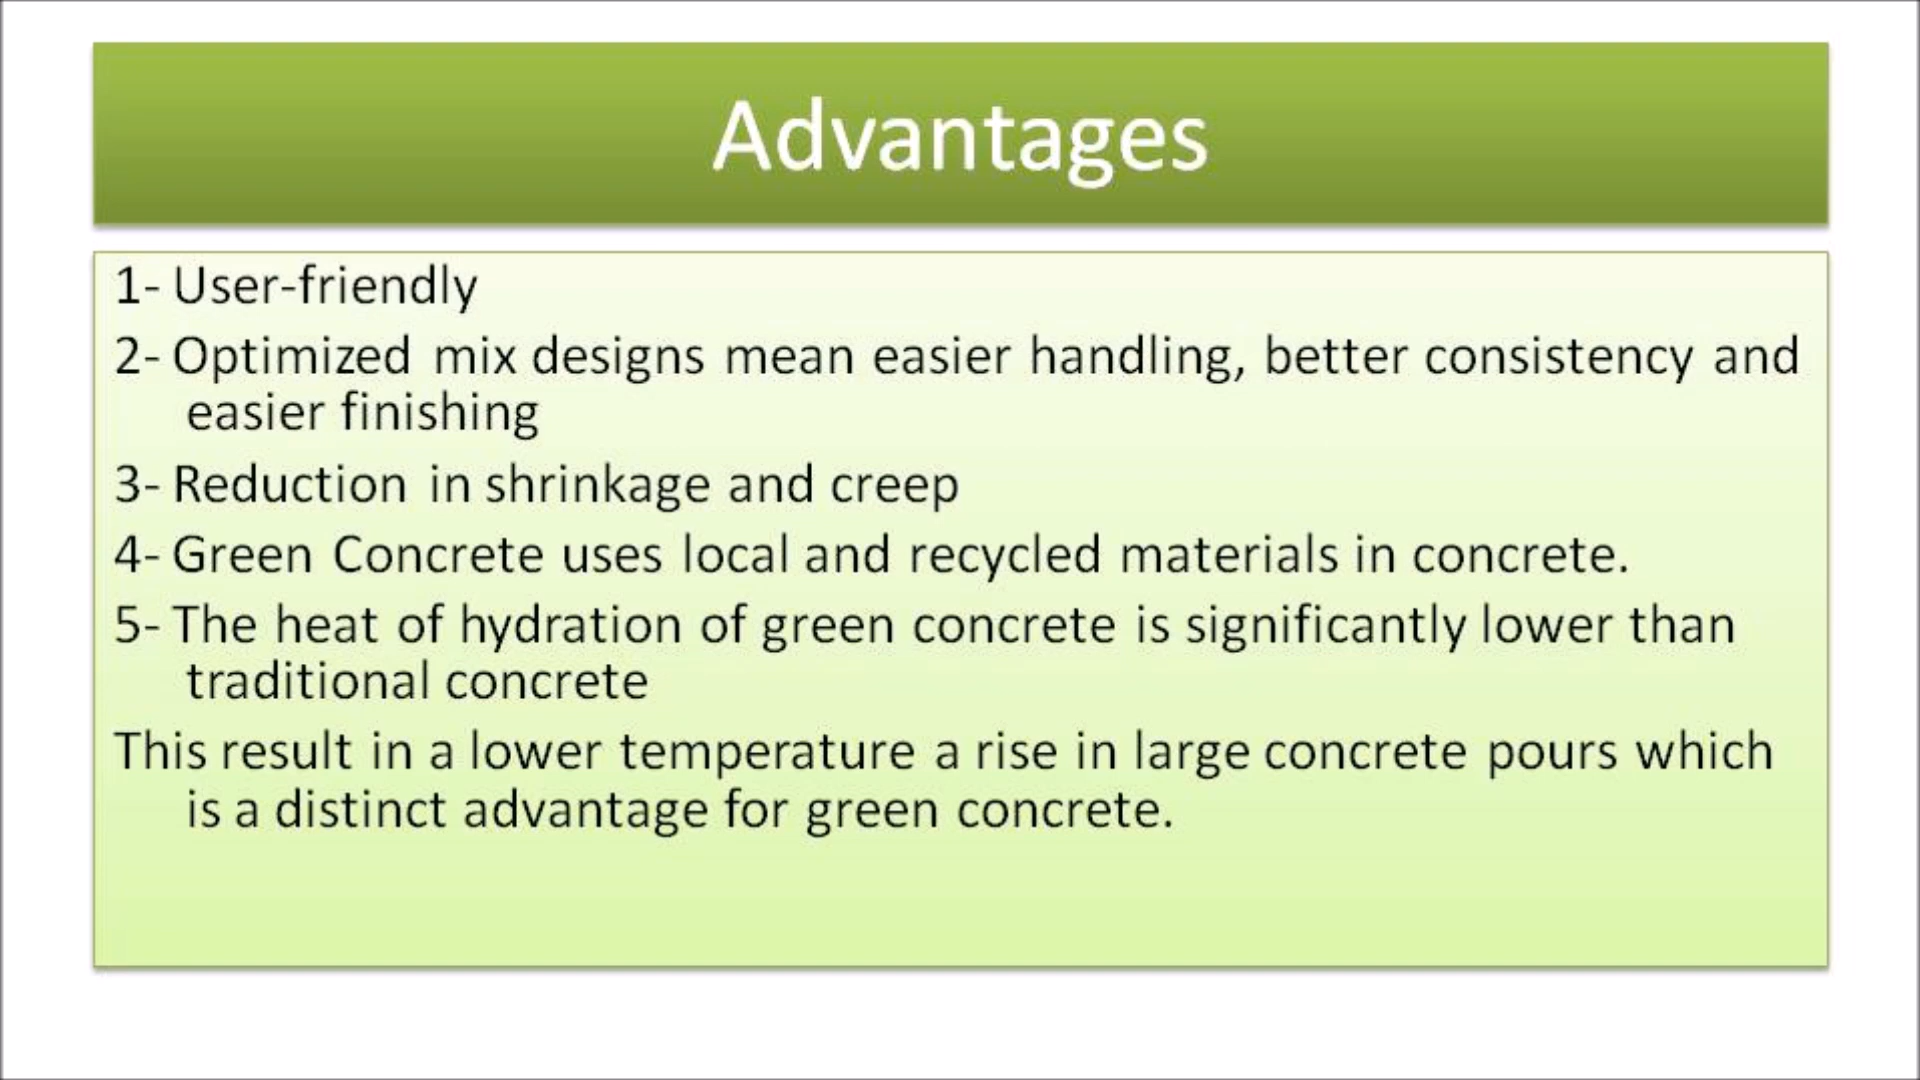 Advantages
1- User-friendly
2- Optimized mix designs mean easier handling, better consistency and
easier finishing
3- Reduction in shrinkage and creep
4- Green Concrete uses local and recycled materials in concrete.
5- The heat of hydration of green concrete is significantly lower than
traditional concrete
This result in a lower temperature a rise in large concrete pours which
is a distinct advantage for green concrete.